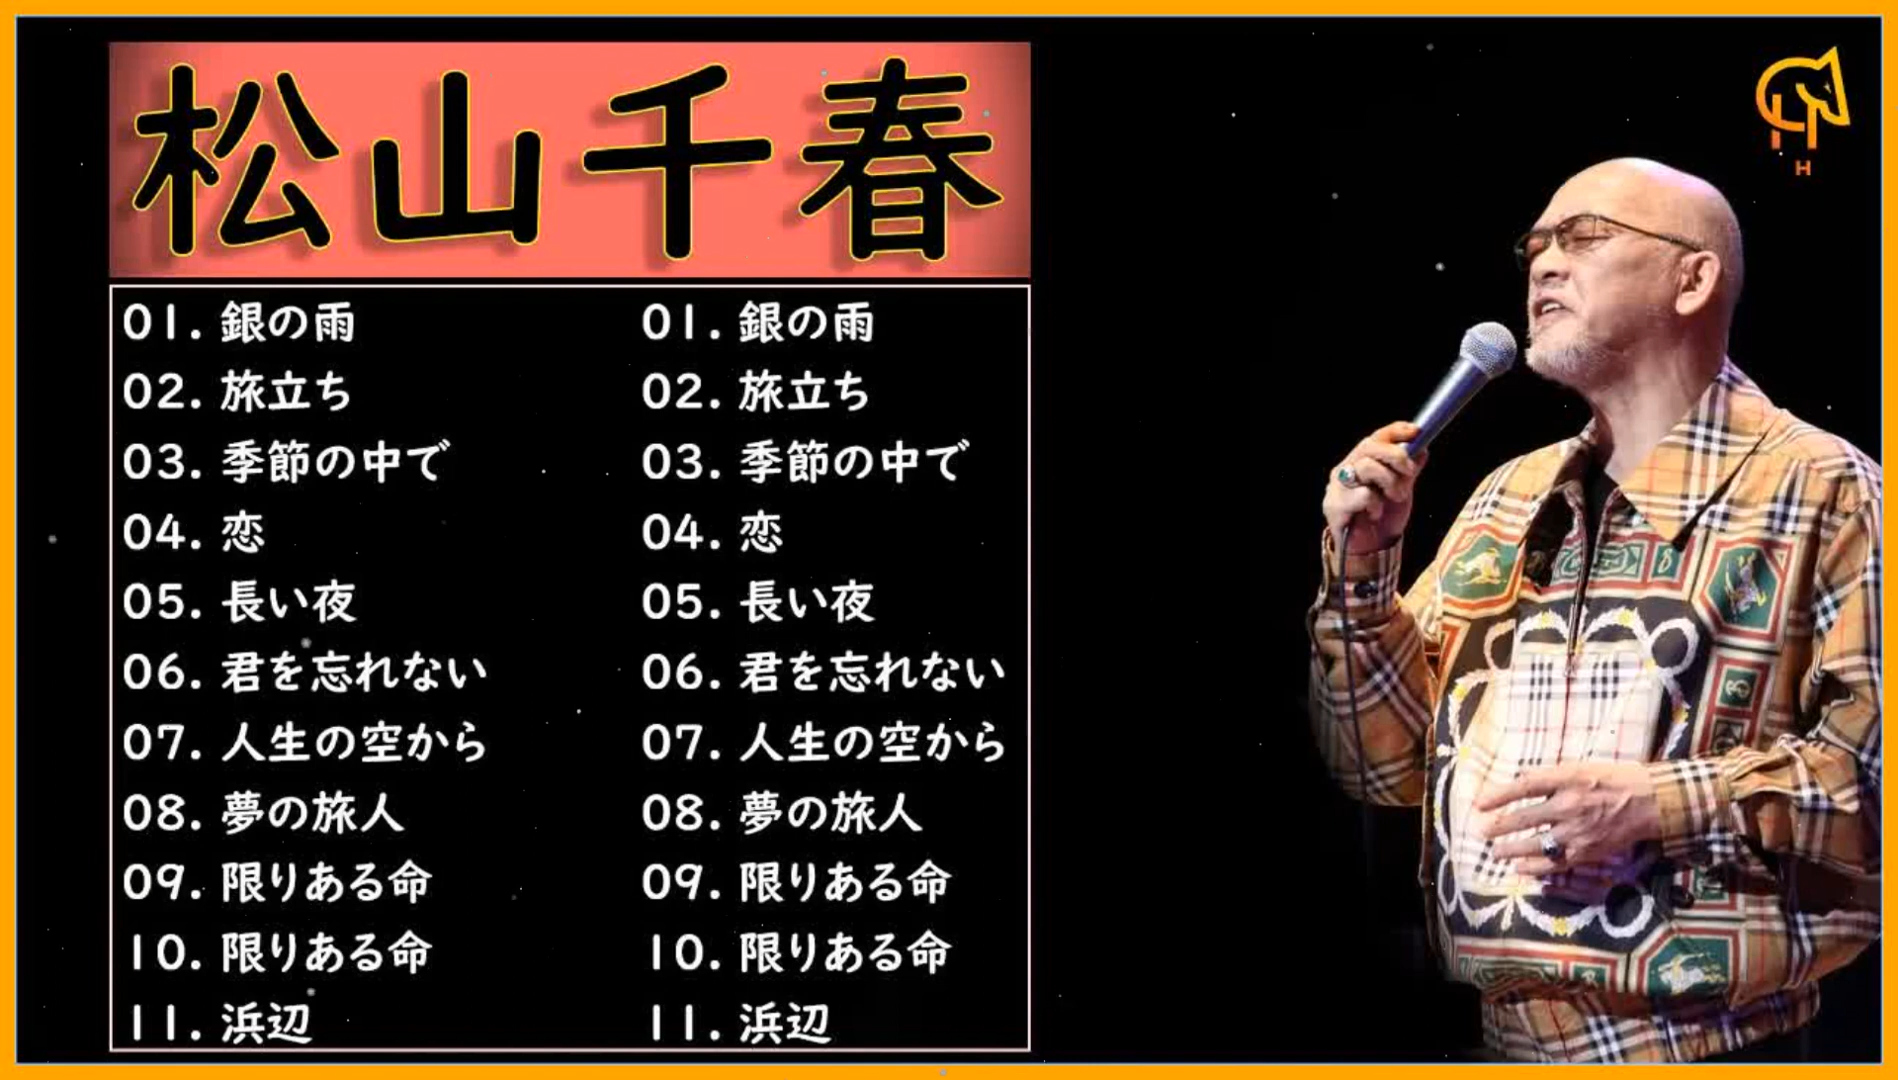 松山千春
01. 銀の雨
02. 旅立ち
03. 季節の中で
04. 恋
05. 長い夜
06. 君を忘れない
07. 人生の空から
08. 夢の旅人
09. 限りある命
10. 限りある命
11. 浜辺
01. 銀の雨
02. 旅立ち
03. 季節の中で
04. 恋
05. 長い夜
06. 君を忘れない
07. 人生の空から
08. 夢の旅人
09. 限りある命
10. 限りある命
11. 浜辺
H